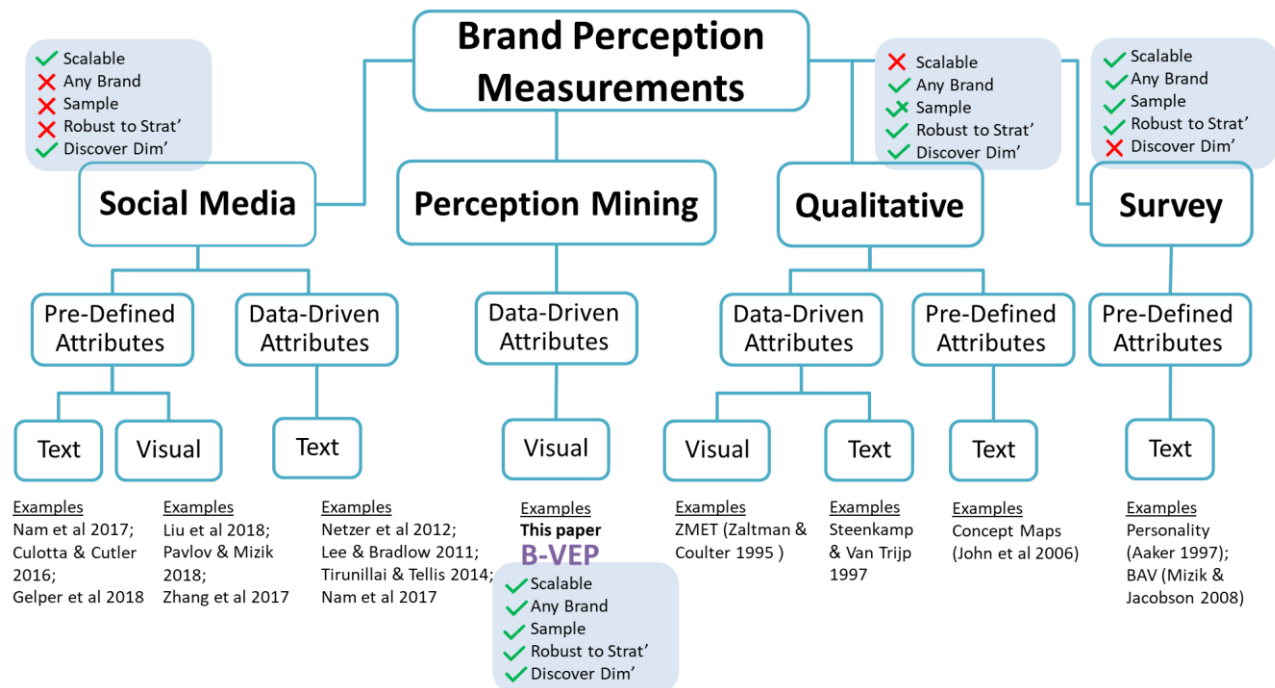 Brand Perception
Measurements
Scalable
Any Brand
Sample
Robust to Strat’
Discover Dim’
Scalable
Any Brand
Sample
Robust to Strat’
Discover Dim’
Scalable
Any Brand
Sample
Robust to Strat’
Discover Dim’
Social Media
Perception Mining
Qualitative
Survey
Pre-Defined
Attributes
Data-Driven
Attributes
Data-Driven
Attributes
Data-Driven
Attributes
Pre-Defined
Attributes
Pre-Defined
Attributes
Text
Visual
Text
Visual
Visual
Text
Text
Text
Examples
Nam et al 2017;
Culotta & Cutler
2016;
Gelper et al 2018
Examples
Liu et al 2018;
Pavlov & Mizik
2018;
Zhang et al 2017
Examples
Netzer et al 2012;
Lee & Bradlow 2011;
Tirunillai & Tellis 2014;
Nam et al 2017
Examples
This paper
B-VEP
Scalable
Any Brand
Sample
Robust to Strat’
Discover Dim’
Examples
ZMET (Zaltman &
Coulter 1995 )
Examples
Steenkamp
& Van Trijp
1997
Examples
Concept Maps
(John et al 2006)
Examples
Personality
(Aaker 1997);
BAV (Mizik &
Jacobson 2008)